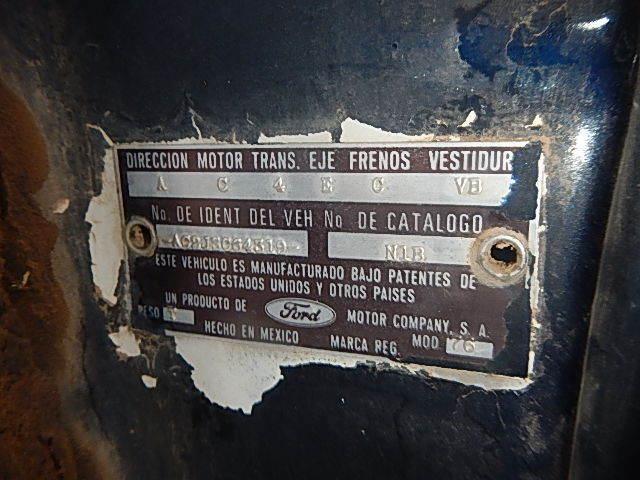 DIRECCION MOTOR TRANS. EJE FRENOS VESTIDUR
A C 4 E C VB
No. DE IDENT DEL VEH No. DE CATALOGO
N1B
ESTE VEHICULO ES MANUFACTURADO BAJO PATENTES DE
LOS ESTADOS UNIDOS Y OTROS PAISES
UN PRODUCTO DE Ford MOTOR COMPANY, S. A.
PESO MOD 76
HECHO EN MEXICO MARCA REG.